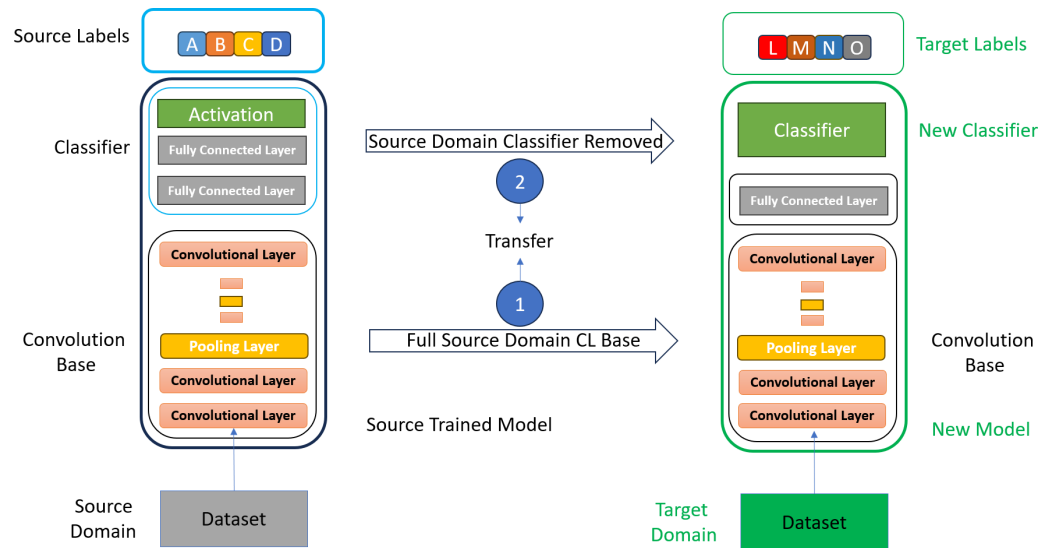 Source Labels
A B C D
L M N O
Target Labels
Activation
Classifier
Fully Connected Layer
Fully Connected Layer
Source Domain Classifier Removed
2
Transfer
1
Full Source Domain CL Base
Classifier
New Classifier
Fully Connected Layer
Convolutional Layer
Pooling Layer
Convolutional Layer
Convolutional Layer
Convolution
Base
Source Trained Model
Convolutional Layer
Pooling Layer
Convolutional Layer
Convolutional Layer
Convolution
Base
New Model
Source
Domain
Dataset
Target
Domain
Dataset